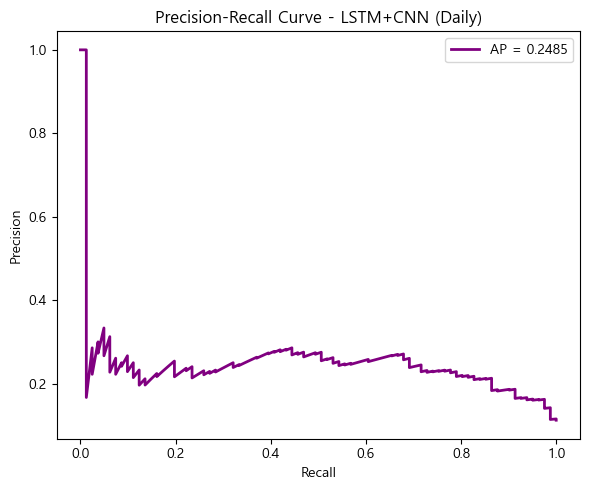 Precision-Recall Curve - LSTM+CNN (Daily)
AP = 0.2485
1.0
0.8
0.6
0.4
0.2
Precision
0.0 0.2 0.4 0.6 0.8 1.0
Recall